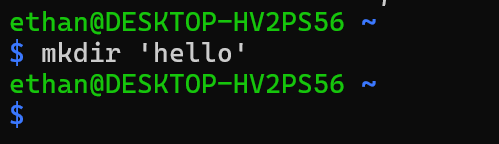 ethan@DESKTOP-HV2PS56 ~
$ mkdir 'hello'
ethan@DESKTOP-HV2PS56 ~
$